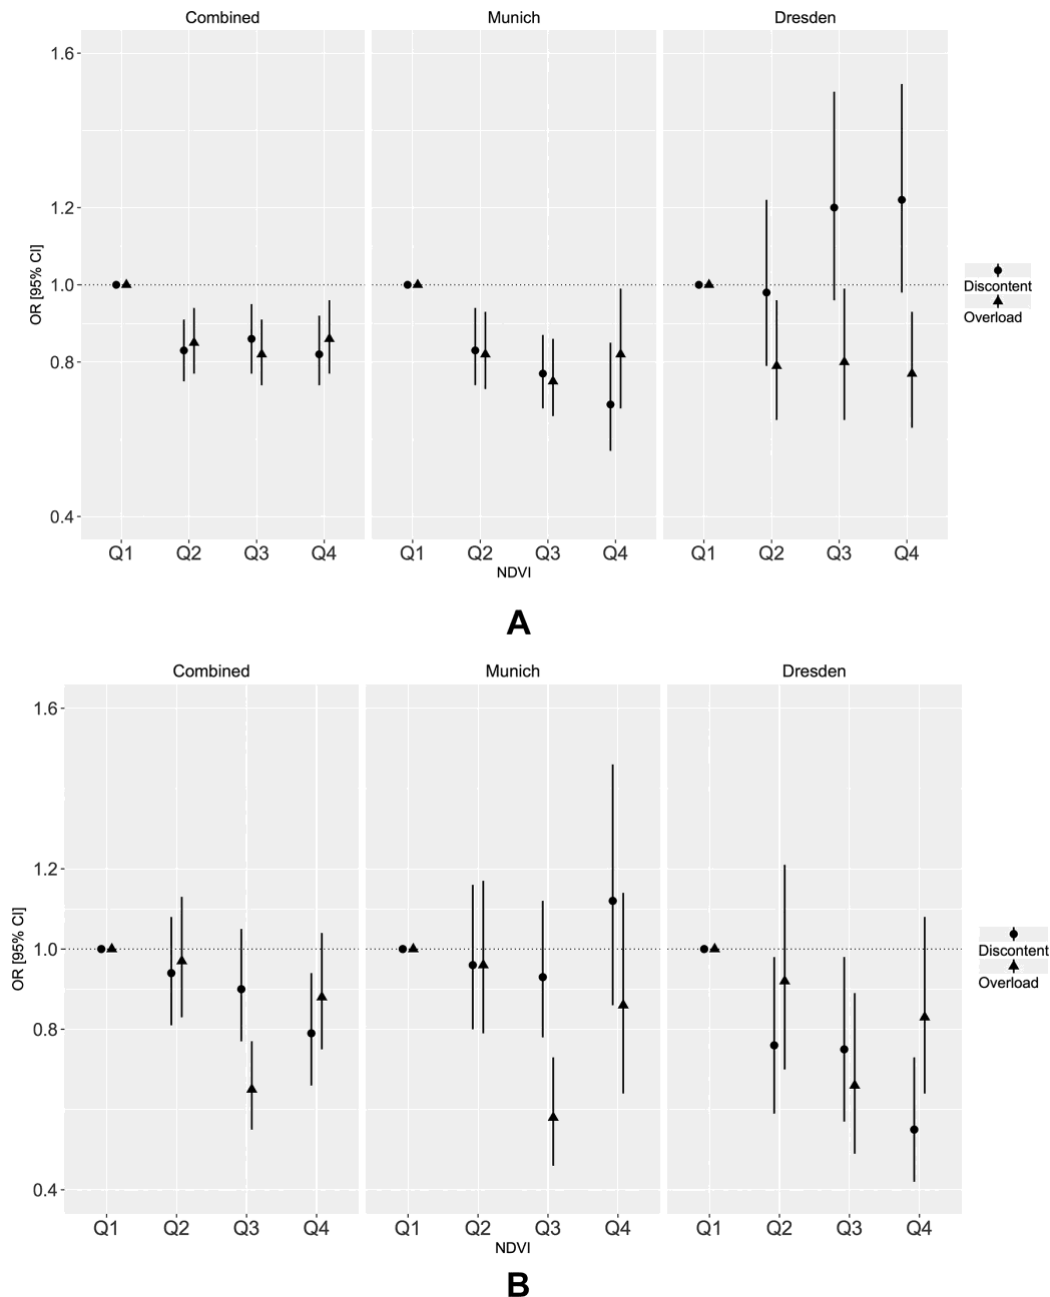 Combined Munich Dresden
1.6
1.2
1.0
0.8
0.4
OR [95% CI]
Discontent
Overload
Q1 Q2 Q3 Q4 Q1 Q2 Q3 Q4 Q1 Q2 Q3 Q4
NDVI
A
Combined Munich Dresden
1.6
1.2
1.0
0.8
0.4
OR [95% CI]
Discontent
Overload
Q1 Q2 Q3 Q4 Q1 Q2 Q3 Q4 Q1 Q2 Q3 Q4
NDVI
B